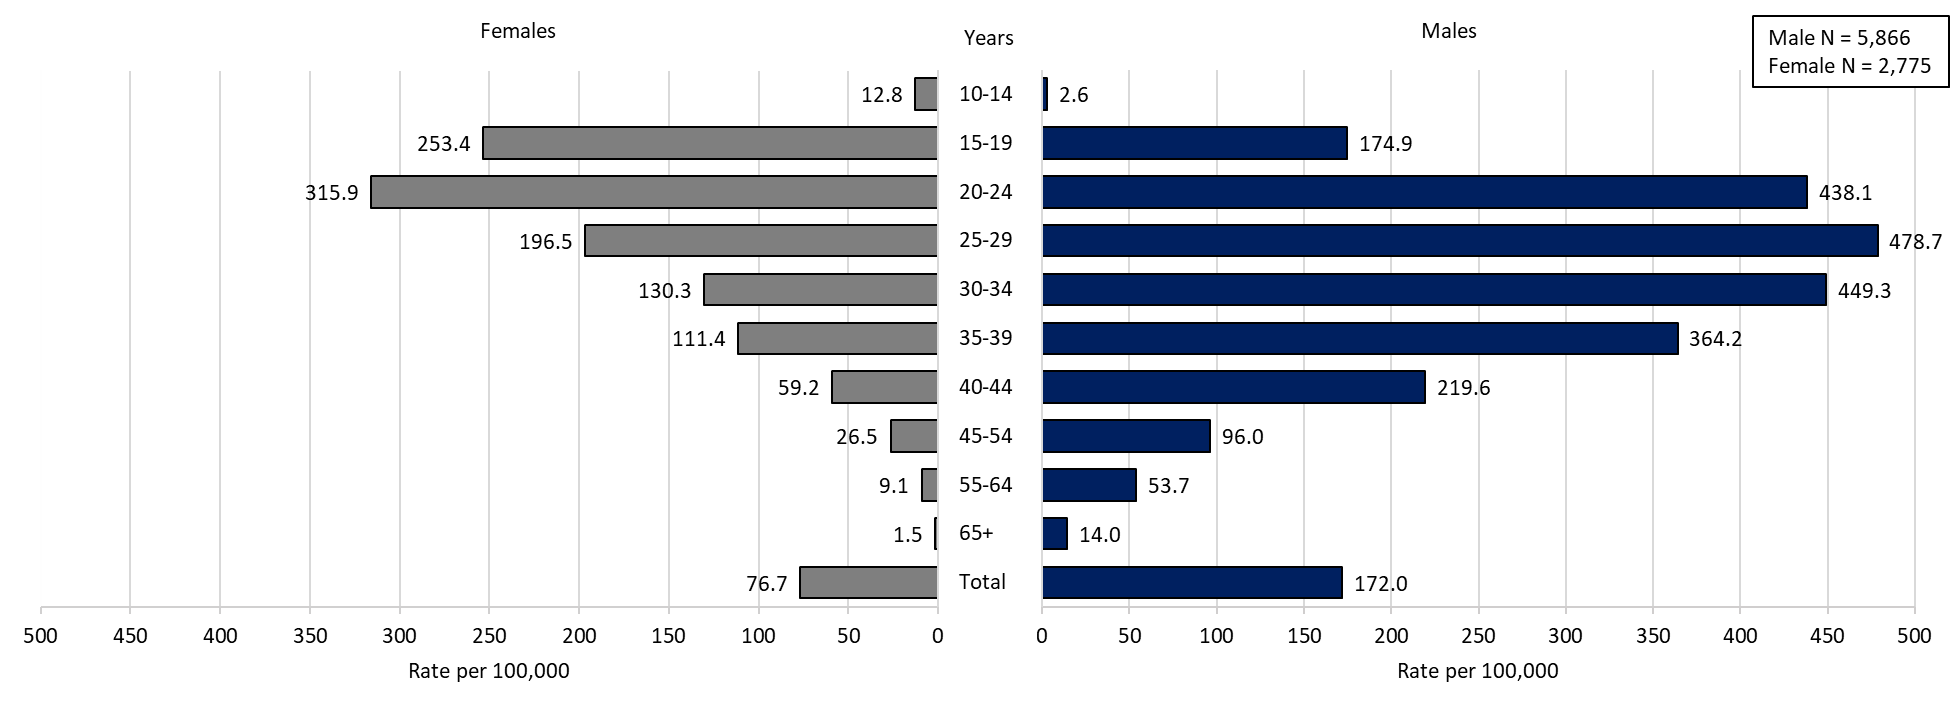 Females
Years
Males
Male N = 5,866
Female N = 2,775
12.8 10-14 2.6
253.4 15-19 174.9
315.9 20-24 438.1
196.5 25-29 478.7
130.3 30-34 449.3
111.4 35-39 364.2
59.2 40-44 219.6
26.5 45-54 96.0
9.1 55-64 53.7
1.5 65+ 14.0
76.7 Total 172.0
500 450 400 350 300 250 200 150 100 50 0 0 50 100 150 200 250 300 350 400 450 500
Rate per 100,000 Rate per 100,000